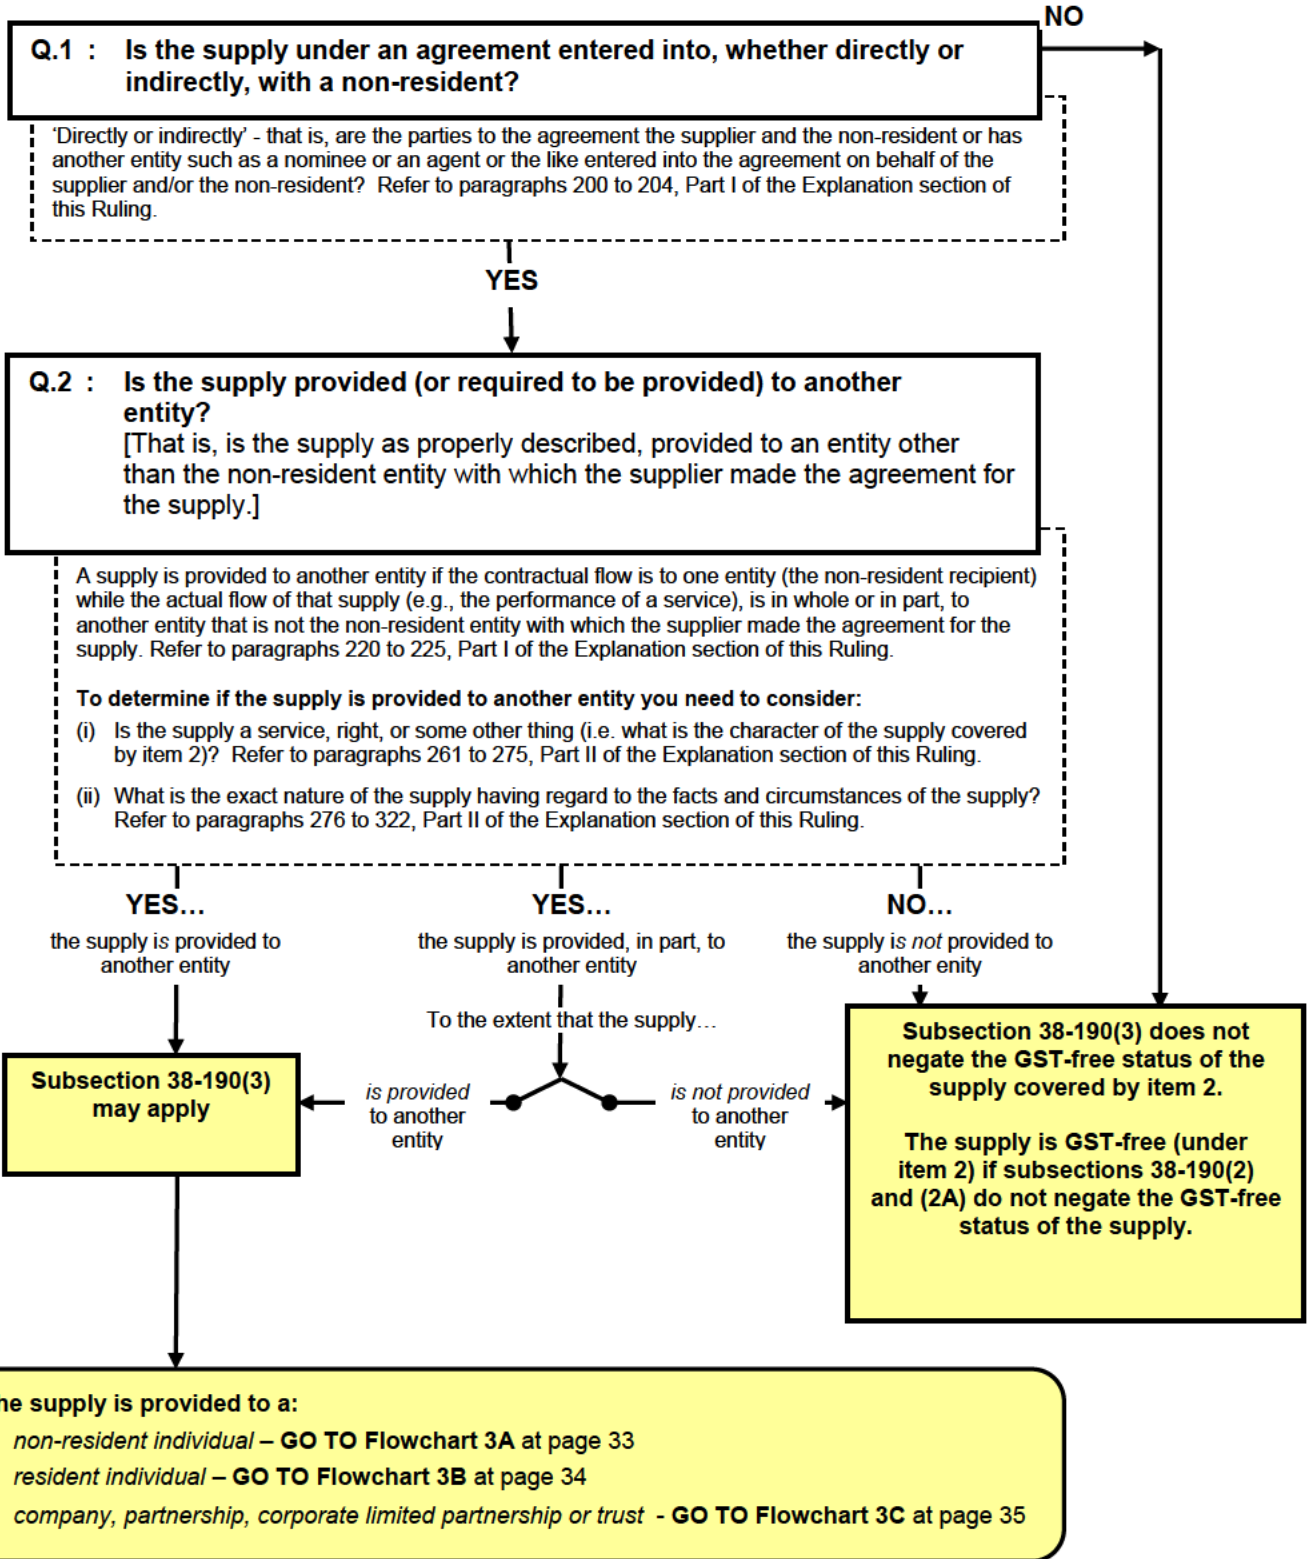 NO
Q.1 : Is the supply under an agreement entered into, whether directly or
indirectly, with a non-resident?
'Directly or indirectly' - that is, are the parties to the agreement the supplier and the non-resident or has
another entity such as a nominee or an agent or the like entered into the agreement on behalf of the
supplier and/or the non-resident? Refer to paragraphs 200 to 204, Part I of the Explanation section of
this Ruling.
YES
Q.2 : Is the supply provided (or required to be provided) to another
entity?
[That is, is the supply as properly described, provided to an entity other
than the non-resident entity with which the supplier made the agreement for
the supply.]
A supply is provided to another entity if the contractual flow is to one entity (the non-resident recipient)
while the actual flow of that supply (e.g., the performance of a service), is in whole or in part, to
another entity that is not the non-resident entity with which the supplier made the agreement for the
supply. Refer to paragraphs 220 to 225, Part I of the Explanation section of this Ruling.
To determine if the supply is provided to another entity you need to consider:
(i) Is the supply a service, right, or some other thing (i.e. what is the character of the supply covered
by item 2)? Refer to paragraphs 261 to 275, Part II of the Explanation section of this Ruling.
(ii) What is the exact nature of the supply having regard to the facts and circumstances of the supply?
Refer to paragraphs 276 to 322, Part II of the Explanation section of this Ruling.
YES...
the supply is provided to
another entity
YES...
the supply is provided, in part, to
another entity
NO...
the supply is not provided to
another enity
To the extent that the supply...
Subsection 38-190(3)
may apply
is provided
to another
entity
is not provided
to another
entity
Subsection 38-190(3) does not
negate the GST-free status of the
supply covered by item 2.
The supply is GST-free (under
item 2) if subsections 38-190(2)
and (2A) do not negate the GST-free
status of the supply.
he supply is provided to a:
non-resident individual – GO TO Flowchart 3A at page 33
resident individual – GO TO Flowchart 3B at page 34
company, partnership, corporate limited partnership or trust - GO TO Flowchart 3C at page 35